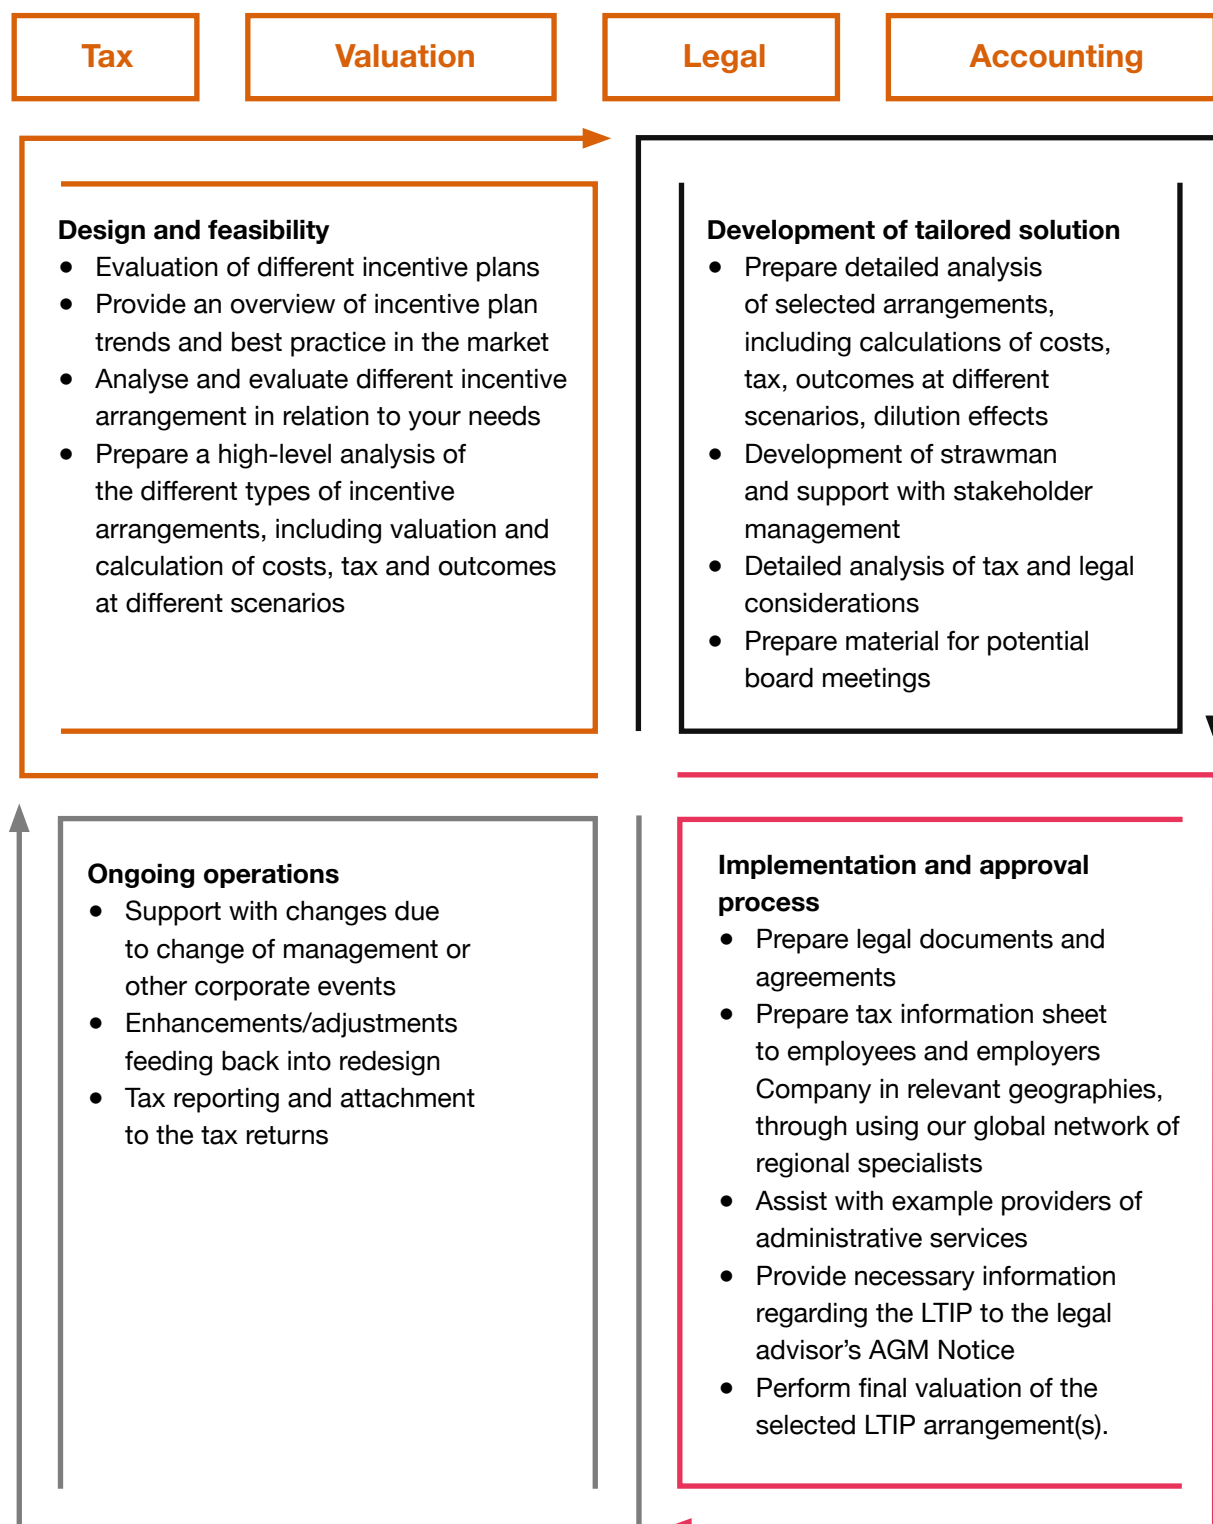 Tax
Valuation
Legal
Accounting
Design and feasibility
● Evaluation of different incentive plans
● Provide an overview of incentive plan
trends and best practice in the market
● Analyse and evaluate different incentive
arrangement in relation to your needs
● Prepare a high-level analysis of
the different types of incentive
arrangements, including valuation and
calculation of costs, tax and outcomes
at different scenarios
Development of tailored solution
● Prepare detailed analysis
of selected arrangements,
including calculations of costs,
tax, outcomes at different
scenarios, dilution effects
● Development of strawman
and support with stakeholder
management
● Detailed analysis of tax and legal
considerations
● Prepare material for potential
board meetings
Ongoing operations
● Support with changes due
to change of management or
other corporate events
● Enhancements/adjustments
feeding back into redesign
● Tax reporting and attachment
to the tax returns
Implementation and approval
process
● Prepare legal documents and
agreements
● Prepare tax information sheet
to employees and employers
Company in relevant geographies,
through using our global network of
regional specialists
● Assist with example providers of
administrative services
● Provide necessary information
regarding the LTIP to the legal
advisor’s AGM Notice
● Perform final valuation of the
selected LTIP arrangement(s).